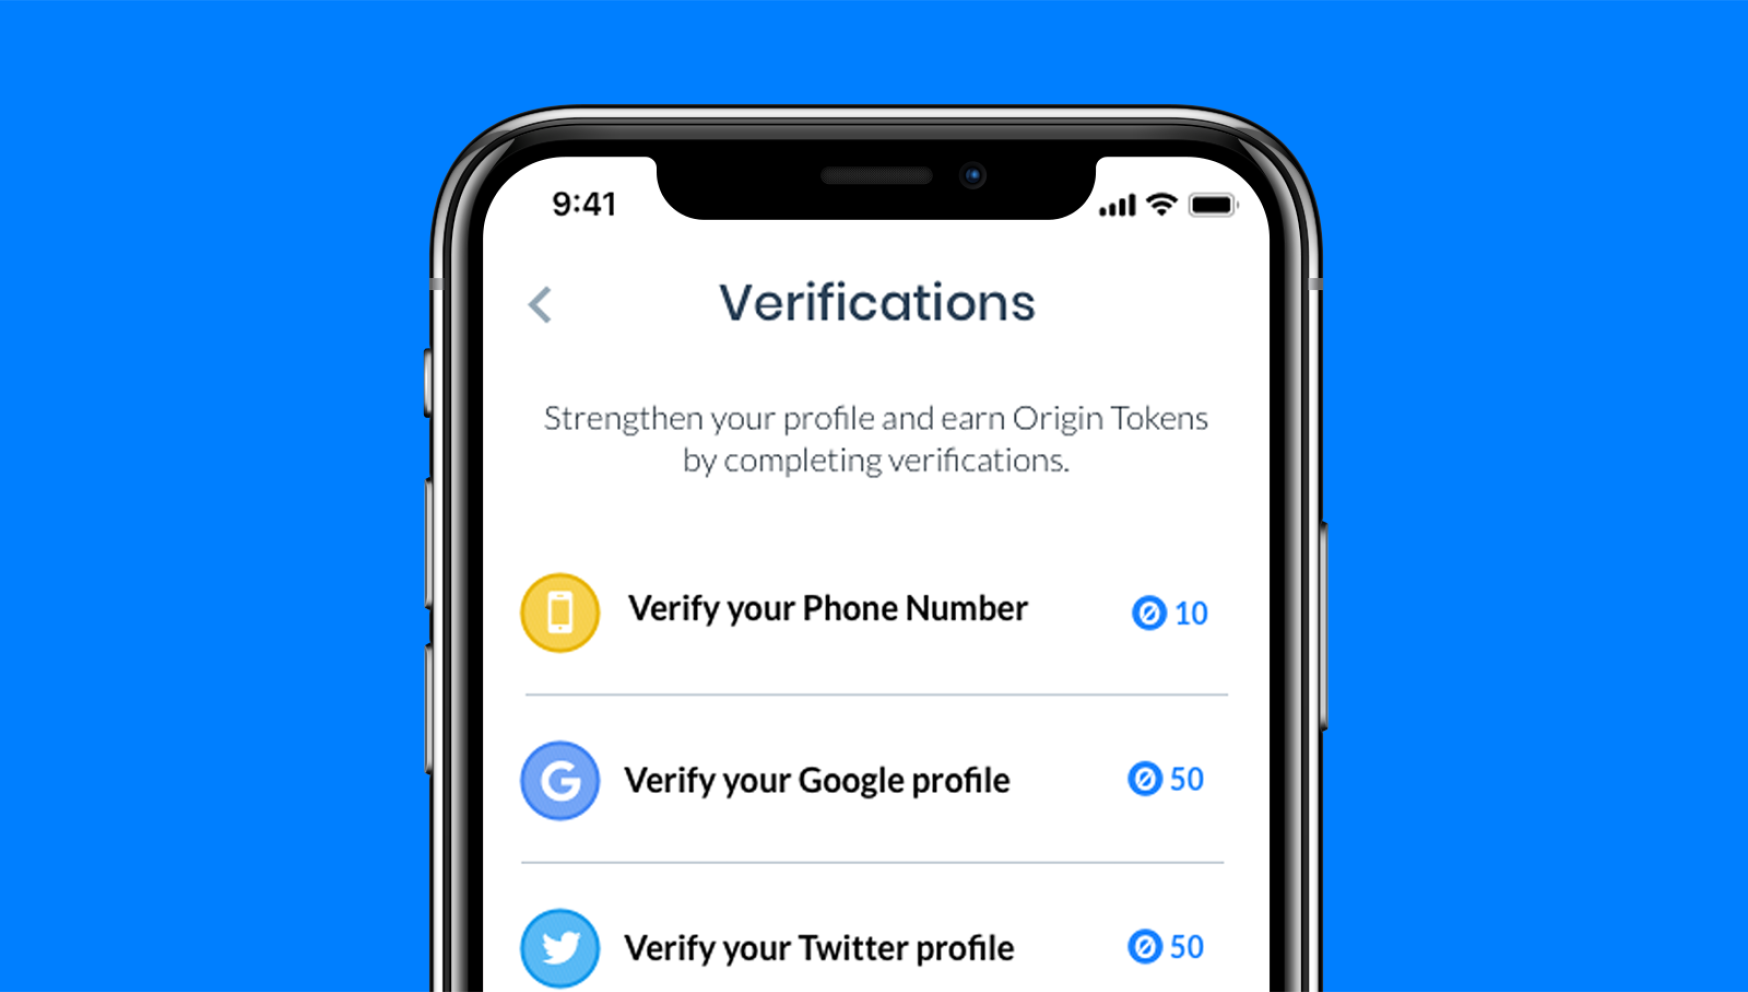 9:41
Verifications
Strengthen your profile and earn Origin Tokens
by completing verifications.
Verify your Phone Number 10
Verify your Google profile 50
Verify your Twitter profile 50